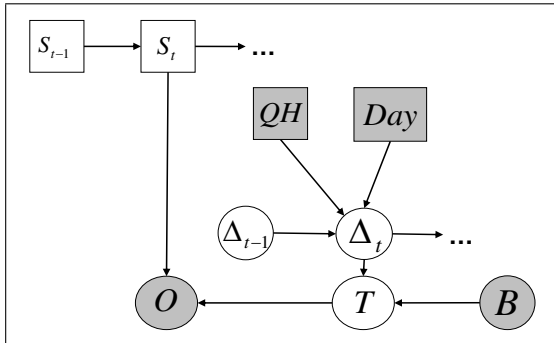 S_{t-1} S_t ...
QH Day
Δ_{t-1} Δ_t ...
O T B